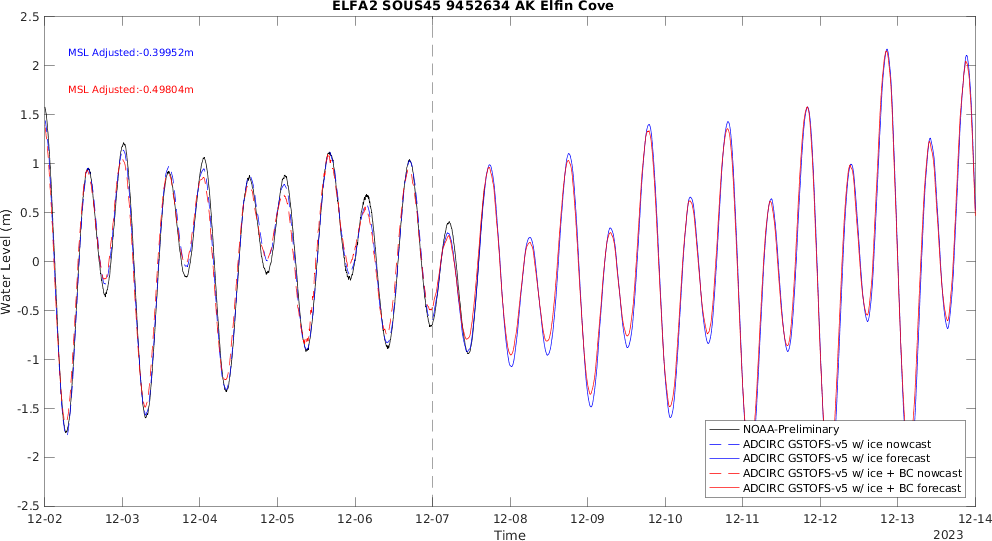 ELFA2 SOUS45 9452634 AK Elfin Cove
MSL Adjusted:-0.39952m
MSL Adjusted:-0.49804m
Water Level (m)
2.5
2
1.5
1
0.5
0
-0.5
-1
-1.5
-2
-2.5
NOAA-Preliminary
ADCIRC GSTOFS-v5 w/ ice nowcast
ADCIRC GSTOFS-v5 w/ ice forecast
ADCIRC GSTOFS-v5 w/ ice + BC nowcast
ADCIRC GSTOFS-v5 w/ ice + BC forecast
12-02 12-03 12-04 12-05 12-06 12-07 12-08 12-09 12-10 12-11 12-12 12-13 12-14
Time
2023